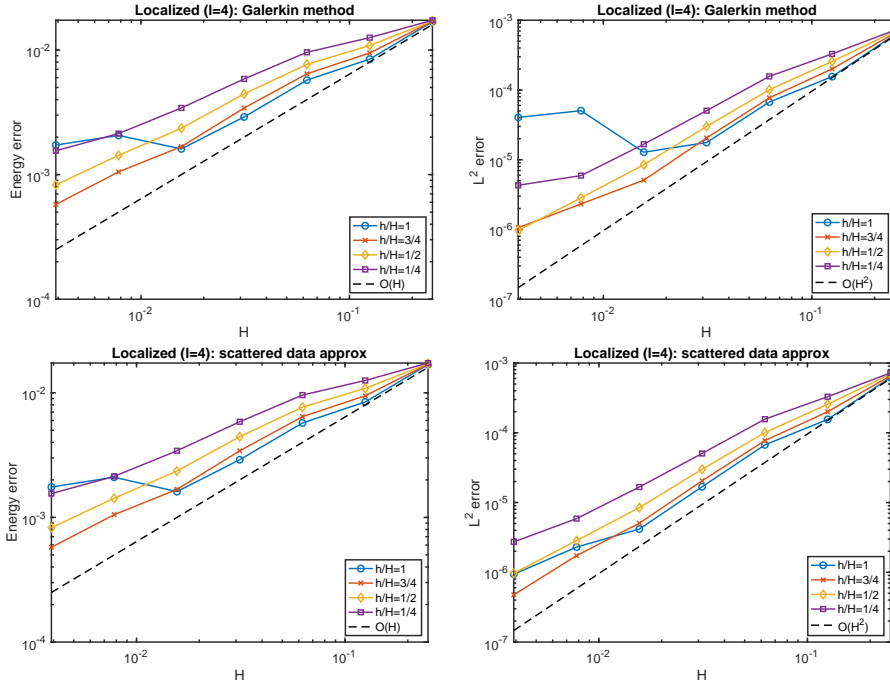 Localized (l=4): Galerkin method
10^-2
10^-3
10^-4
Energy error
10^-2
10^-1
H
h/H=1
h/H=3/4
h/H=1/2
h/H=1/4
O(H)
Localized (l=4): Galerkin method
10^-3
10^-4
10^-5
10^-6
10^-7
L^2 error
10^-2
10^-1
H
h/H=1
h/H=3/4
h/H=1/2
h/H=1/4
O(H^2)
Localized (l=4): scattered data approx
10^-2
10^-3
10^-4
Energy error
10^-2
10^-1
H
h/H=1
h/H=3/4
h/H=1/2
h/H=1/4
O(H)
Localized (l=4): scattered data approx
10^-3
10^-4
10^-5
10^-6
10^-7
L^2 error
10^-2
10^-1
H
h/H=1
h/H=3/4
h/H=1/2
h/H=1/4
O(H^2)